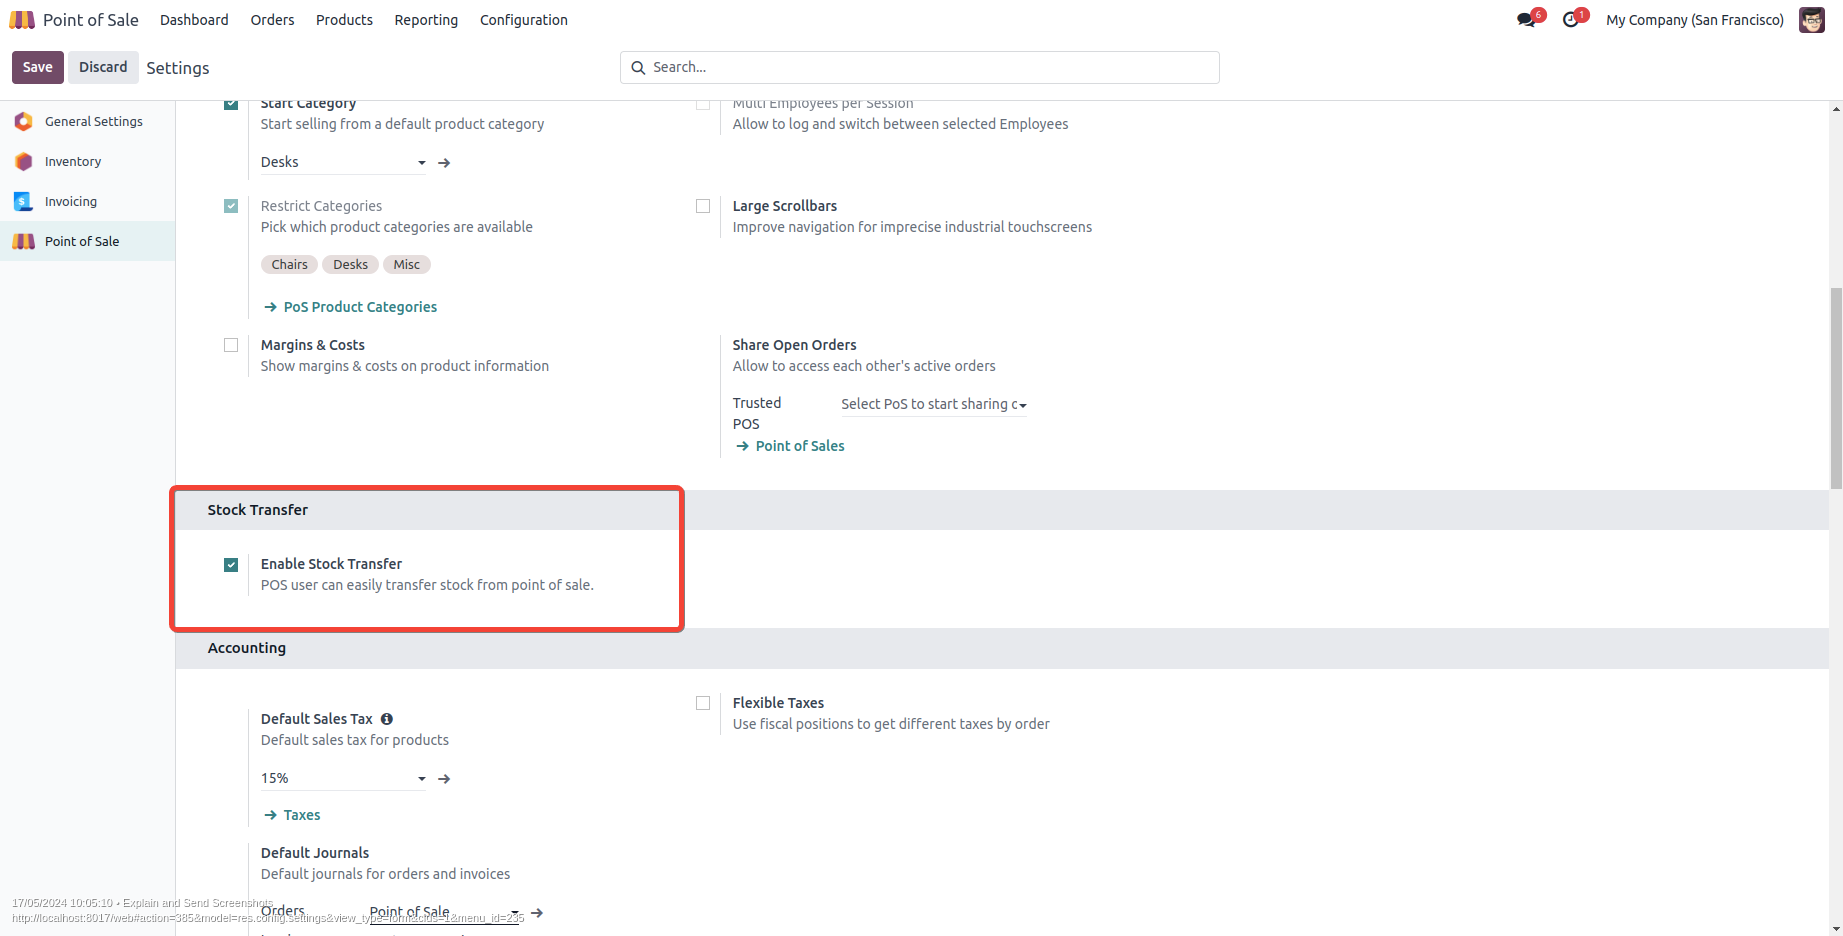 Point of Sale Dashboard Orders Products Reporting Configuration 6 1 My Company (San Francisco)
Save Discard Settings Search...
General Settings
Inventory
Invoicing
Point of Sale
Start Category
Start selling from a default product category
Desks
Multi Employees per Session
Allow to log and switch between selected Employees
Restrict Categories
Pick which product categories are available
Chairs Desks Misc
PoS Product Categories
Large Scrollbars
Improve navigation for imprecise industrial touchscreens
Margins & Costs
Show margins & costs on product information
Share Open Orders
Allow to access each other's active orders
Trusted
POS
Select PoS to start sharing
Point of Sales
Stock Transfer
Enable Stock Transfer
POS user can easily transfer stock from point of sale.
Accounting
Default Sales Tax
Default sales tax for products
15%
Taxes
Flexible Taxes
Use fiscal positions to get different taxes by order
Default Journals
Default journals for orders and invoices
Orders Point of Sale
17/05/2024 10:05:10 • Explain and Send Screenshots
http://localhost:8017/web#action=385&model=res.config.settings&view_type=form&cids=1&menu_id=235